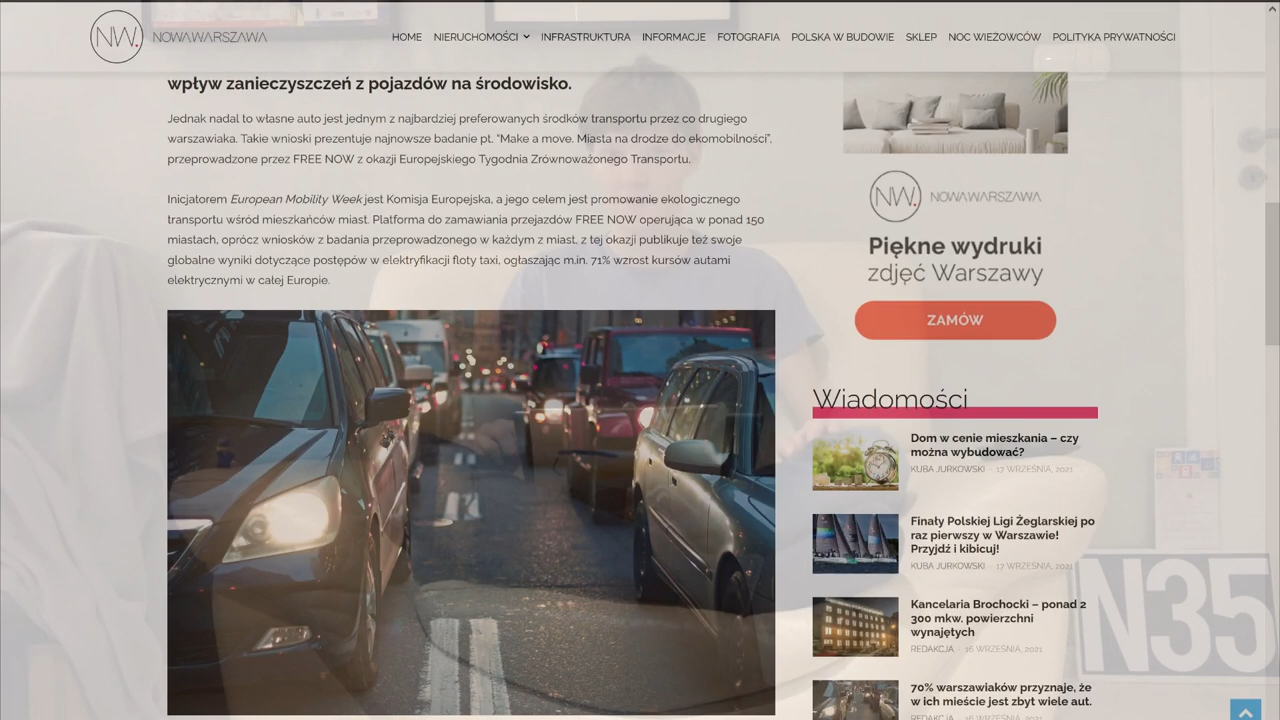 NW. NOWAWARSZAWA
HOME NIERUCHOMOŚCI INFRASTRUKTURA INFORMACJE FOTOGRAFIA POLSKA W BUDOWIE SKLEP NOC WIEŻOWCÓW POLITYKA PRYWATNOŚCI
wpływ zanieczyszczeń z pojazdów na środowisko.
Jednak nadal to własne auto jest jednym z najbardziej preferowanych środków transportu przez co drugiego
warszawiaka. Takie wnioski prezentuje najnowsze badanie pt. “Make a move. Miasta na drodze do ekomobilności”,
przeprowadzone przez FREE NOW z okazji Europejskiego Tygodnia Zrównoważonego Transportu.
Inicjatorem European Mobility Week jest Komisja Europejska, a jego celem jest promowanie ekologicznego
transportu wśród mieszkańców miast. Platforma do zamawiania przejazdów FREE NOW operująca w ponad 150
miastach, oprócz wniosków z badania przeprowadzonego w każdym z miast, z tej okazji publikuje też swoje
globalne wyniki dotyczące postępów w elektryfikacji floty taxi, ogłaszając m.in. 71% wzrost kursów autami
elektrycznymi w całej Europie.
NW. NOWAWARSZAWA
Piękne wydruki
zdjęć Warszawy
ZAMÓW
Wiadomości
Dom w cenie mieszkania – czy
można wybudować?
KUBA JURKOWSKI - 17 WRZEŚNIA, 2021
Finały Polskiej Ligi Żeglarskiej po
raz pierwszy w Warszawie!
Przyjdź i kibicuj!
KUBA JURKOWSKI - 17 WRZEŚNIA, 2021
Kancelaria Brochocki – ponad 2
300 mkw. powierzchni
wynajętych
REDAKCJA - 16 WRZEŚNIA, 2021
70% warszawiaków przyznaje, że
w ich mieście jest zbyt wiele aut.
REDAKCJA - 16 WRZEŚNIA, 2021
N35